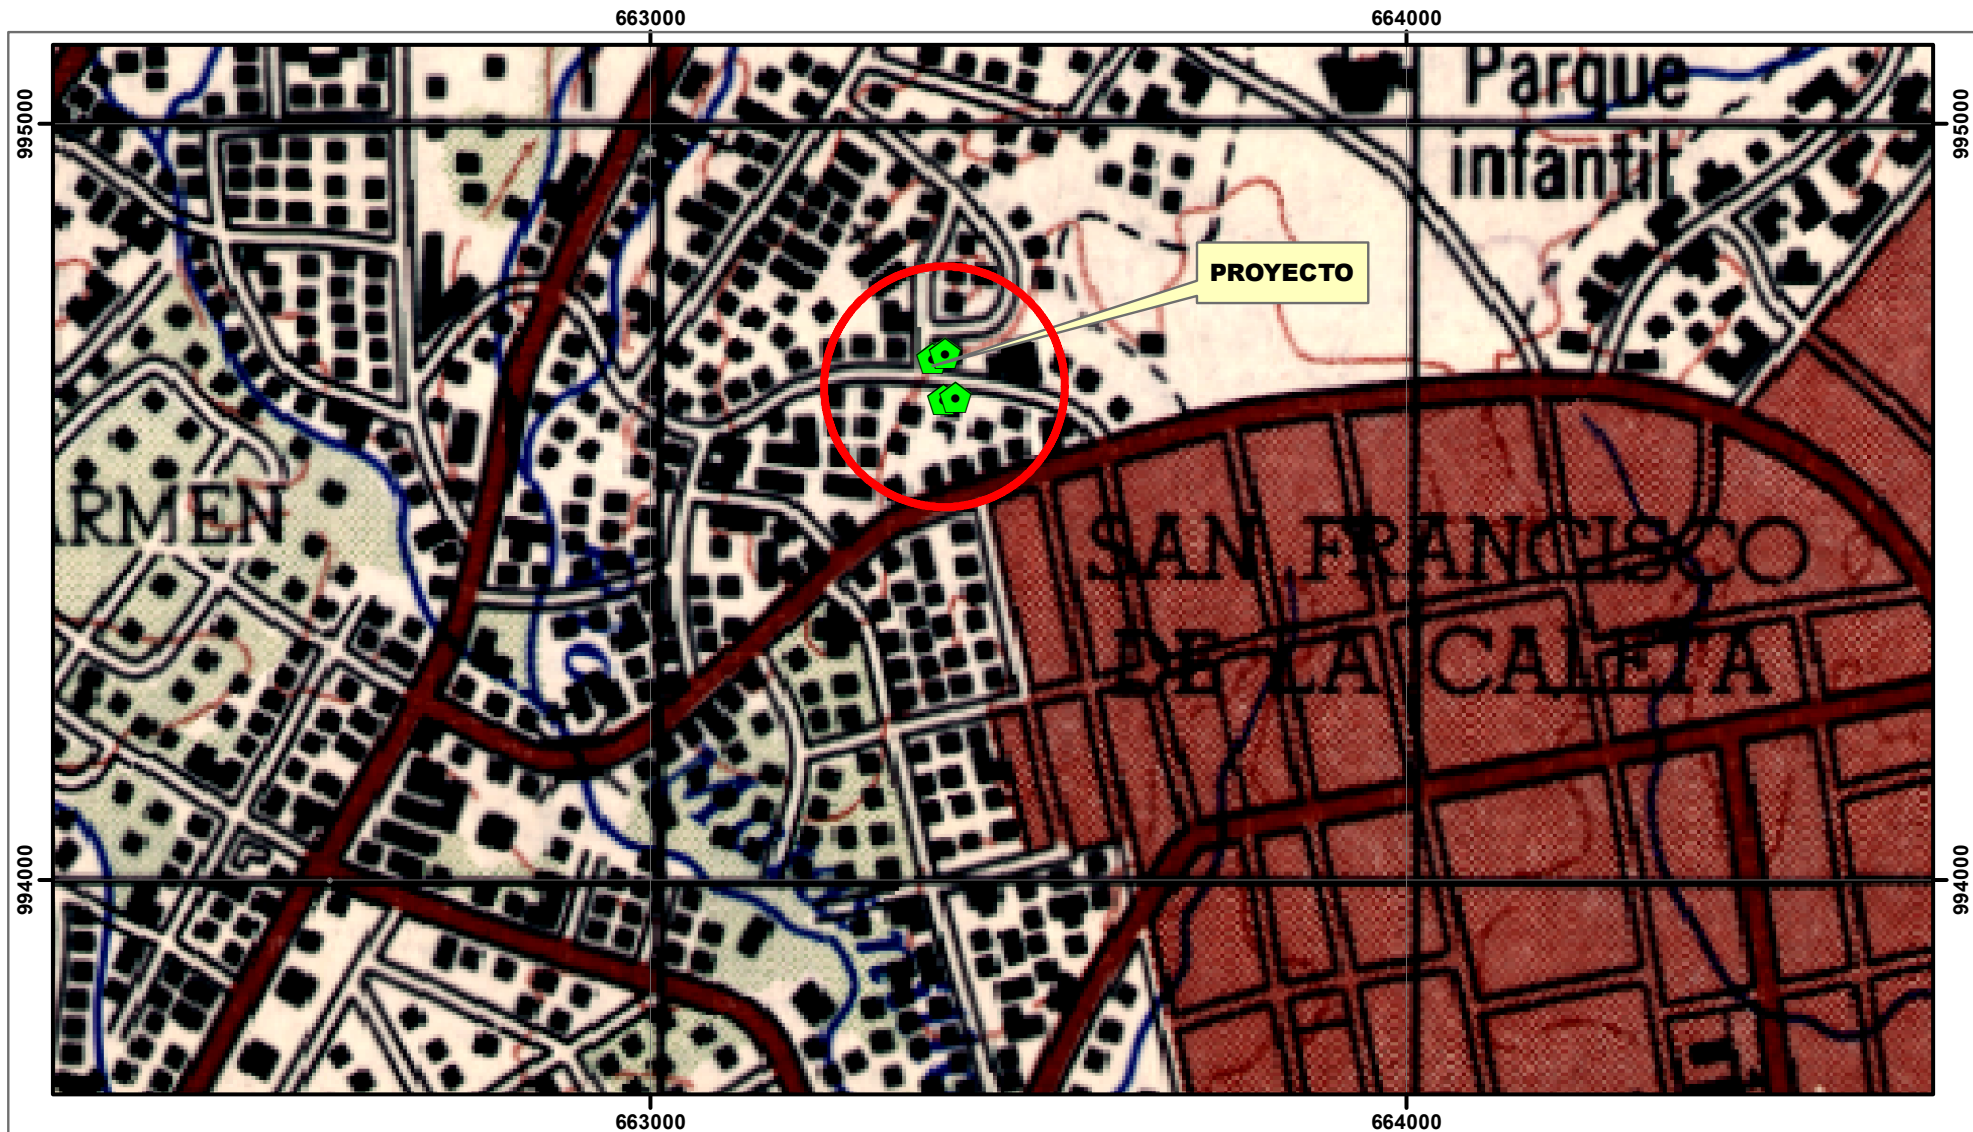 663000 664000
995000 995000
Parque
infantil
PROYECTO
ARMEN
SAN FRANCISCO
DE LA CALETA
994000 994000
663000 664000